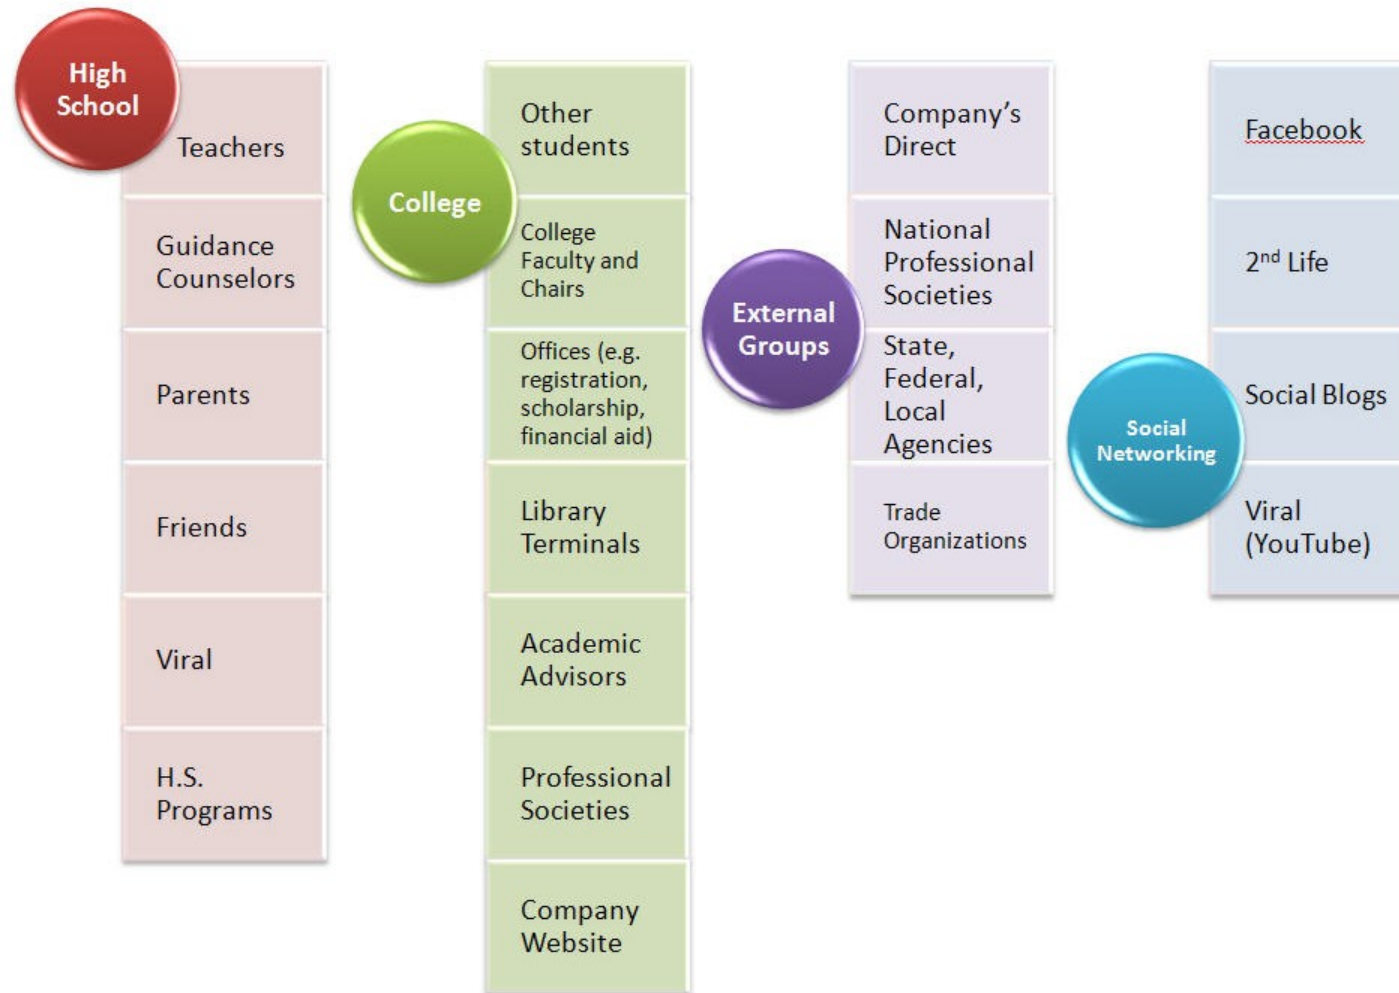 High
School
Teachers
Guidance
Counselors
Parents
Friends
Viral
H.S.
Programs
College
Other
students
College
Faculty and
Chairs
Offices (e.g.
registration,
scholarship,
financial aid)
Library
Terminals
Academic
Advisors
Professional
Societies
Company
Website
External
Groups
Company’s
Direct
National
Professional
Societies
State,
Federal,
Local
Agencies
Trade
Organizations
Social
Networking
Facebook
2nd Life
Social Blogs
Viral
(YouTube)